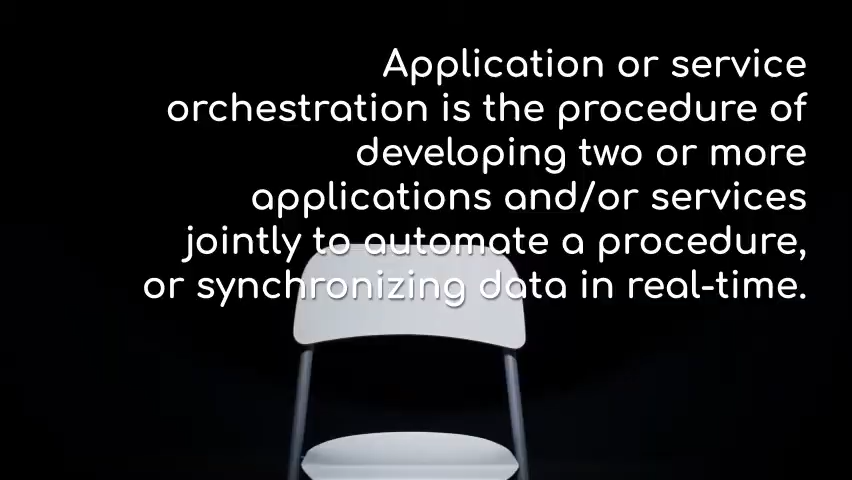 Application or service
orchestration is the procedure of
developing two or more
applications and/or services
jointly to automate a procedure,
or synchronizing data in real-time.